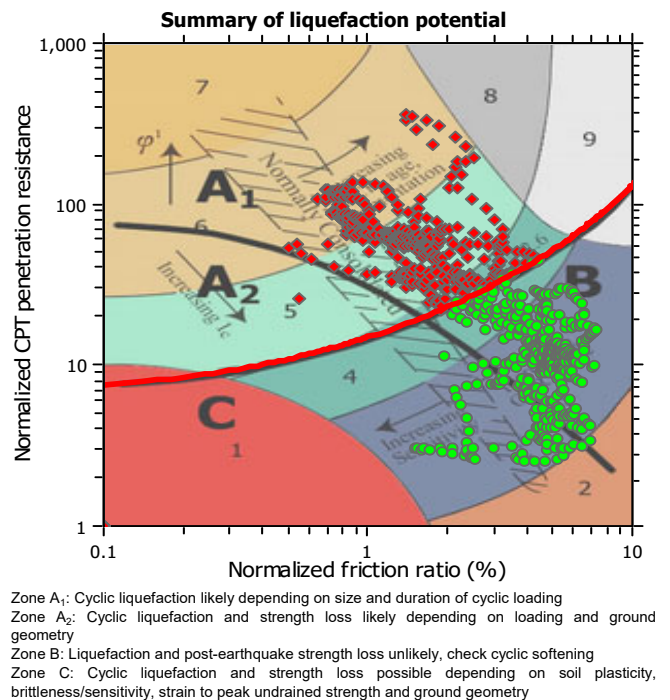 Summary of liquefaction potential
1,000
7
8
9
φ'
Increasing
age,
Normally Consolidated
A1
100
6
A2
B
Increasing Ic
5
10
4
C
Increasing
Sensitivity
1
2
1
0.1
1
10
Normalized CPT penetration resistance
Normalized friction ratio (%)
Zone A1: Cyclic liquefaction likely depending on size and duration of cyclic loading
Zone A2: Cyclic liquefaction and strength loss likely depending on loading and ground
geometry
Zone B: Liquefaction and post-earthquake strength loss unlikely, check cyclic softening
Zone C: Cyclic liquefaction and strength loss possible depending on soil plasticity,
brittleness/sensitivity, strain to peak undrained strength and ground geometry